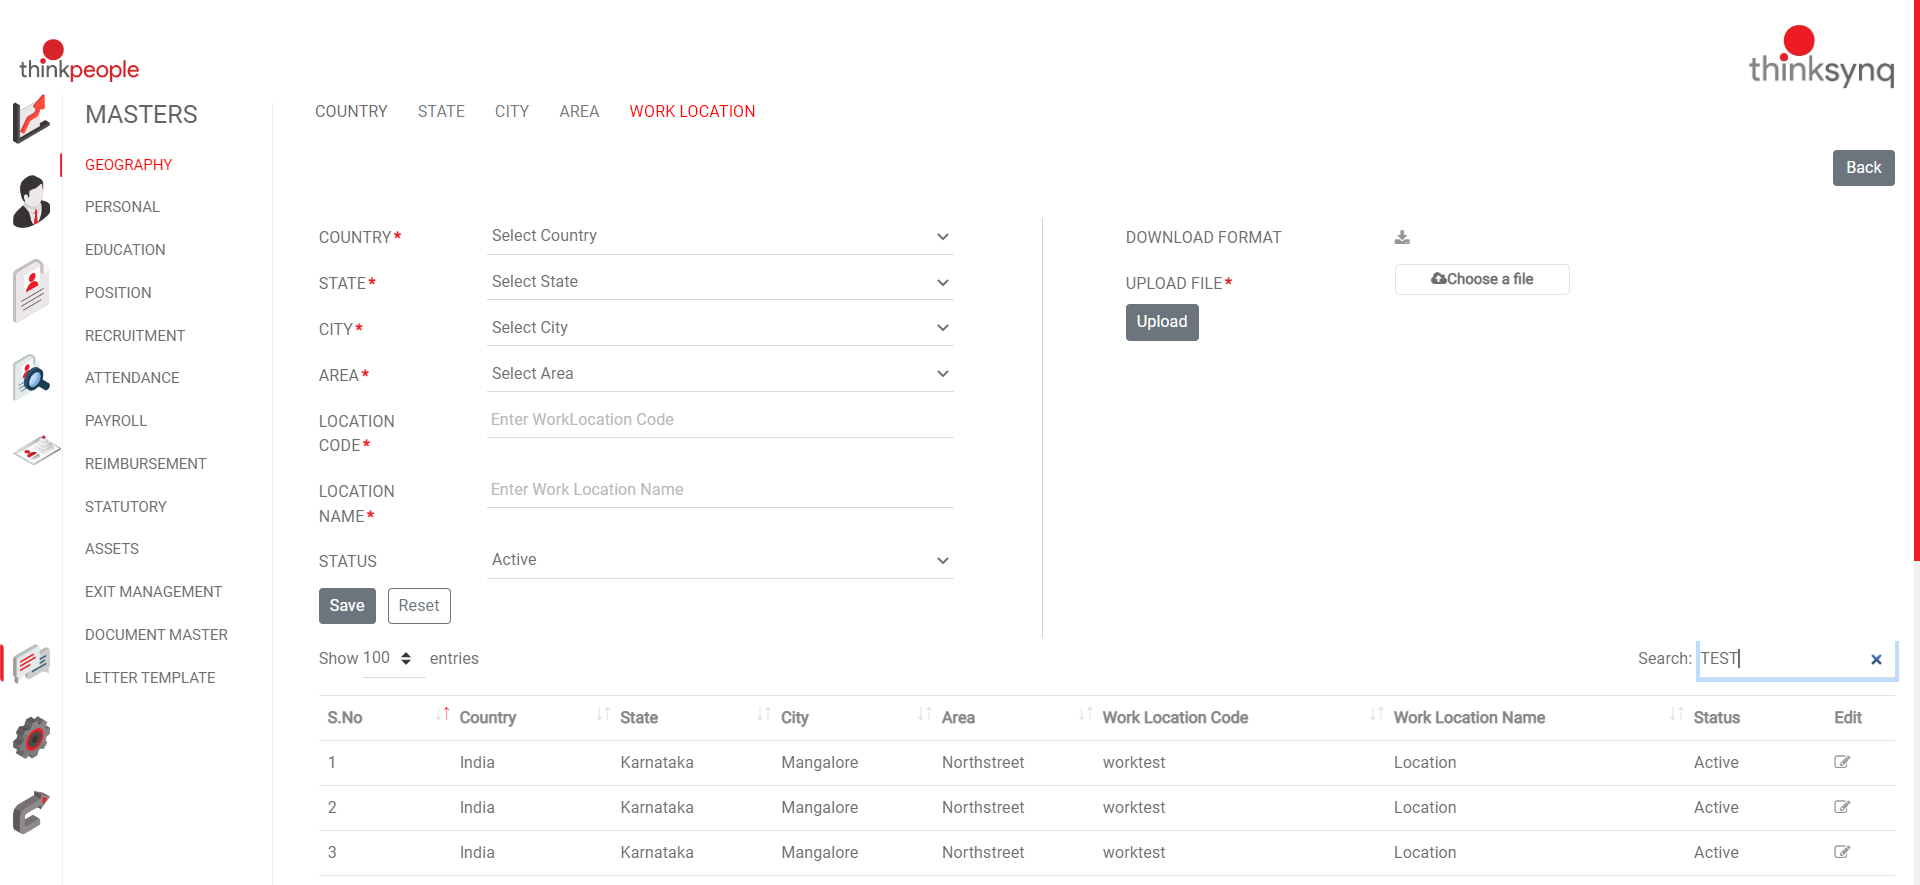 thinkpeople
thinksynq
MASTERS
COUNTRY STATE CITY AREA WORK LOCATION
GEOGRAPHY
PERSONAL
EDUCATION
POSITION
RECRUITMENT
ATTENDANCE
PAYROLL
REIMBURSEMENT
STATUTORY
ASSETS
EXIT MANAGEMENT
DOCUMENT MASTER
LETTER TEMPLATE
Back
COUNTRY* Select Country
STATE* Select State
CITY* Select City
AREA* Select Area
LOCATION
CODE* Enter WorkLocation Code
LOCATION
NAME* Enter Work Location Name
STATUS Active
Save Reset
DOWNLOAD FORMAT
UPLOAD FILE* Choose a file
Upload
Show 100 entries
Search: TEST
S.No Country State City Area Work Location Code Work Location Name Status Edit
1 India Karnataka Mangalore Northstreet worktest Location Active
2 India Karnataka Mangalore Northstreet worktest Location Active
3 India Karnataka Mangalore Northstreet worktest Location Active